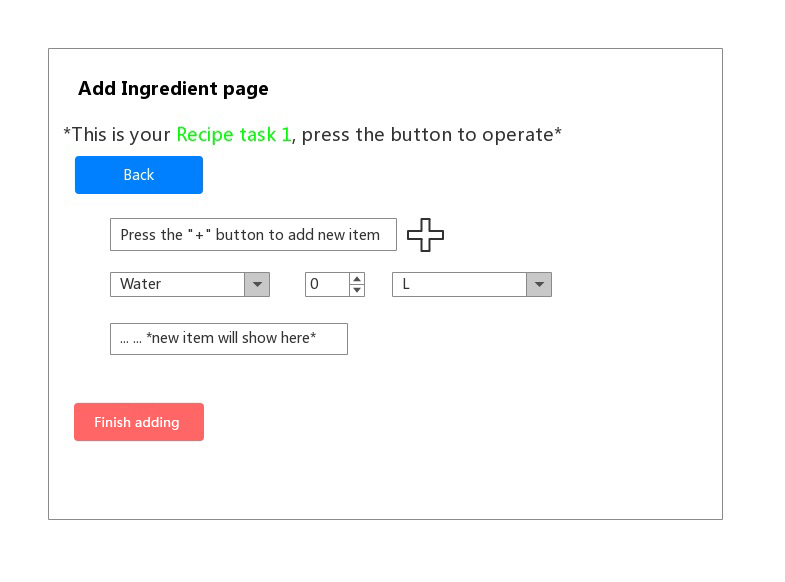 Add Ingredient page
*This is your Recipe task 1, press the button to operate*
Back
Press the "+" button to add new item
Water 0 L
... ... *new item will show here*
Finish adding